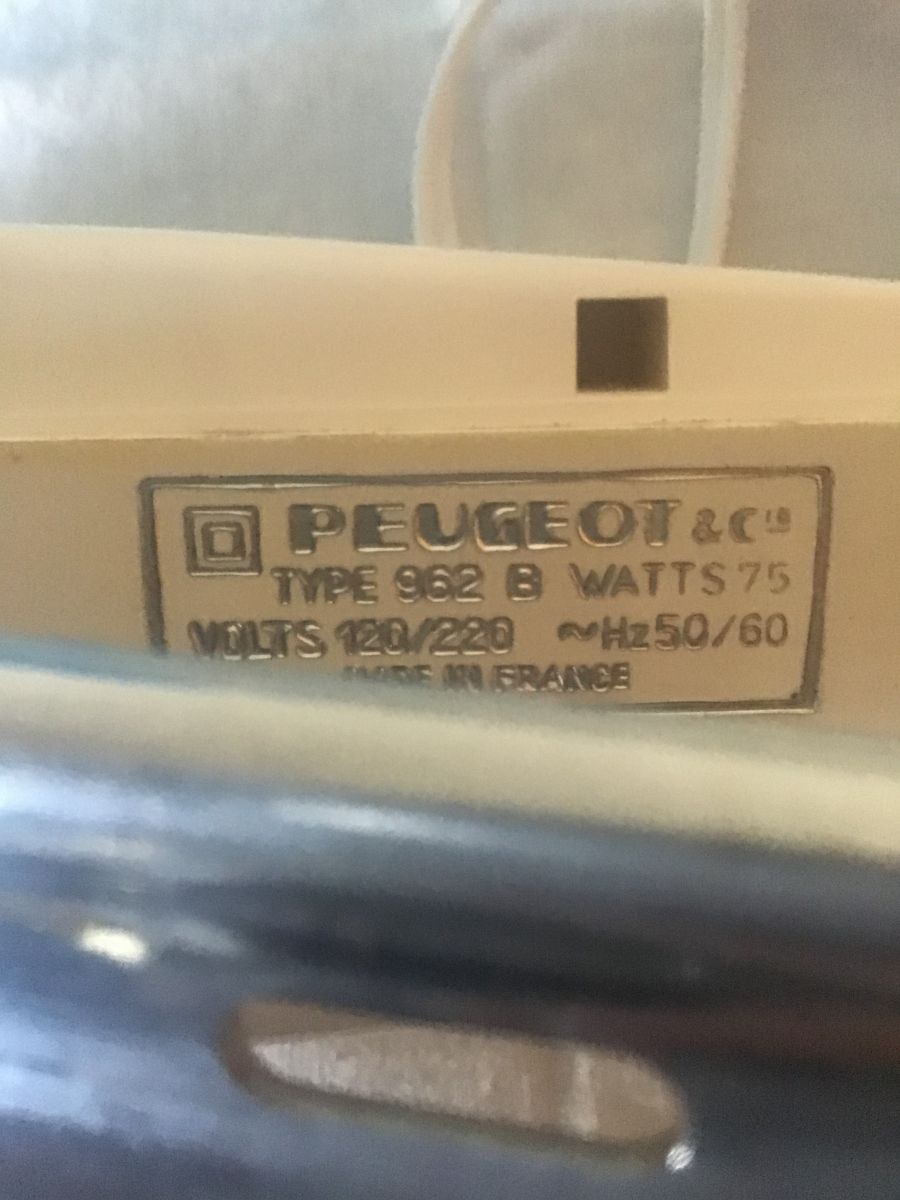 PEUGEOT & Cie
TYPE 962 B WATTS 75
VOLTS 120/220 ~Hz 50/60
MADE IN FRANCE